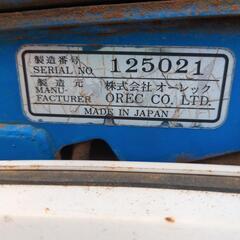 製造番号
SERIAL NO. 125021
製造元 株式会社 オーレック
MANU-
FACTURER OREC CO. LTD.
MADE IN JAPAN